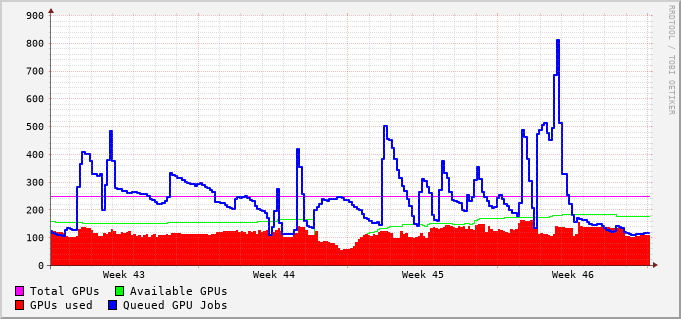 900
800
700
600
500
400
300
200
100
0
Week 43 Week 44 Week 45 Week 46
Total GPUs Available GPUs
GPUs used Queued GPU Jobs
RRDTOOL / TOBI OETIKER